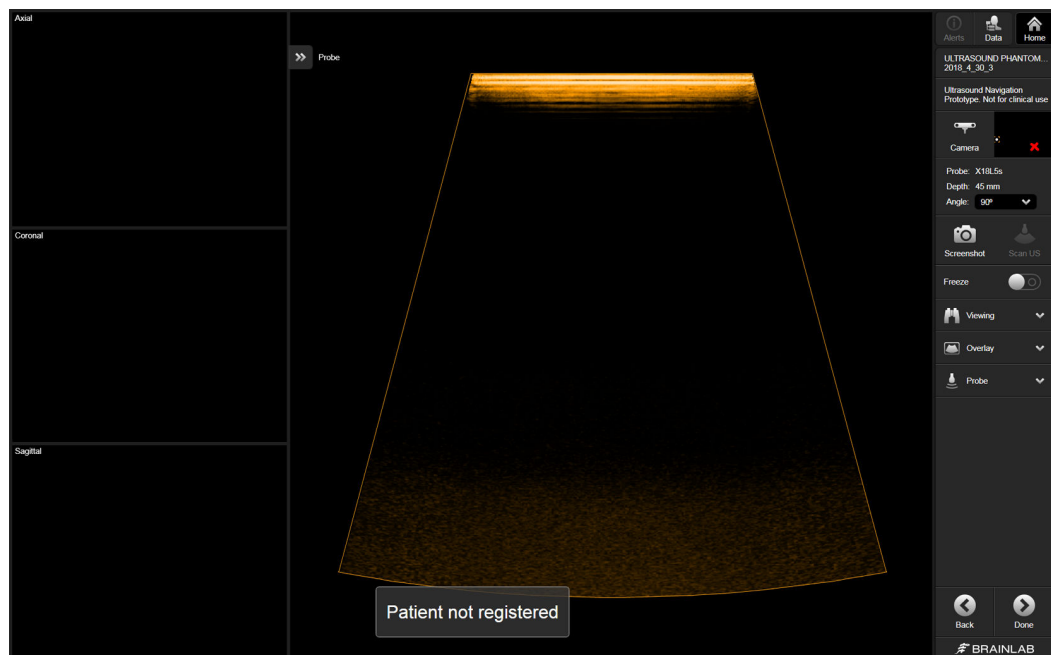 Axial
Coronal
Sagittal
Probe
Patient not registered
Alerts
Data
Home
ULTRASOUND PHANTOM...
2018_4_30_3
Ultrasound Navigation
Prototype. Not for clinical use
Camera
Probe: X18L5s
Depth: 45 mm
Angle: 90º
Screenshot
Scan US
Freeze
Viewing
Overlay
Probe
Back
Done
BRAINLAB